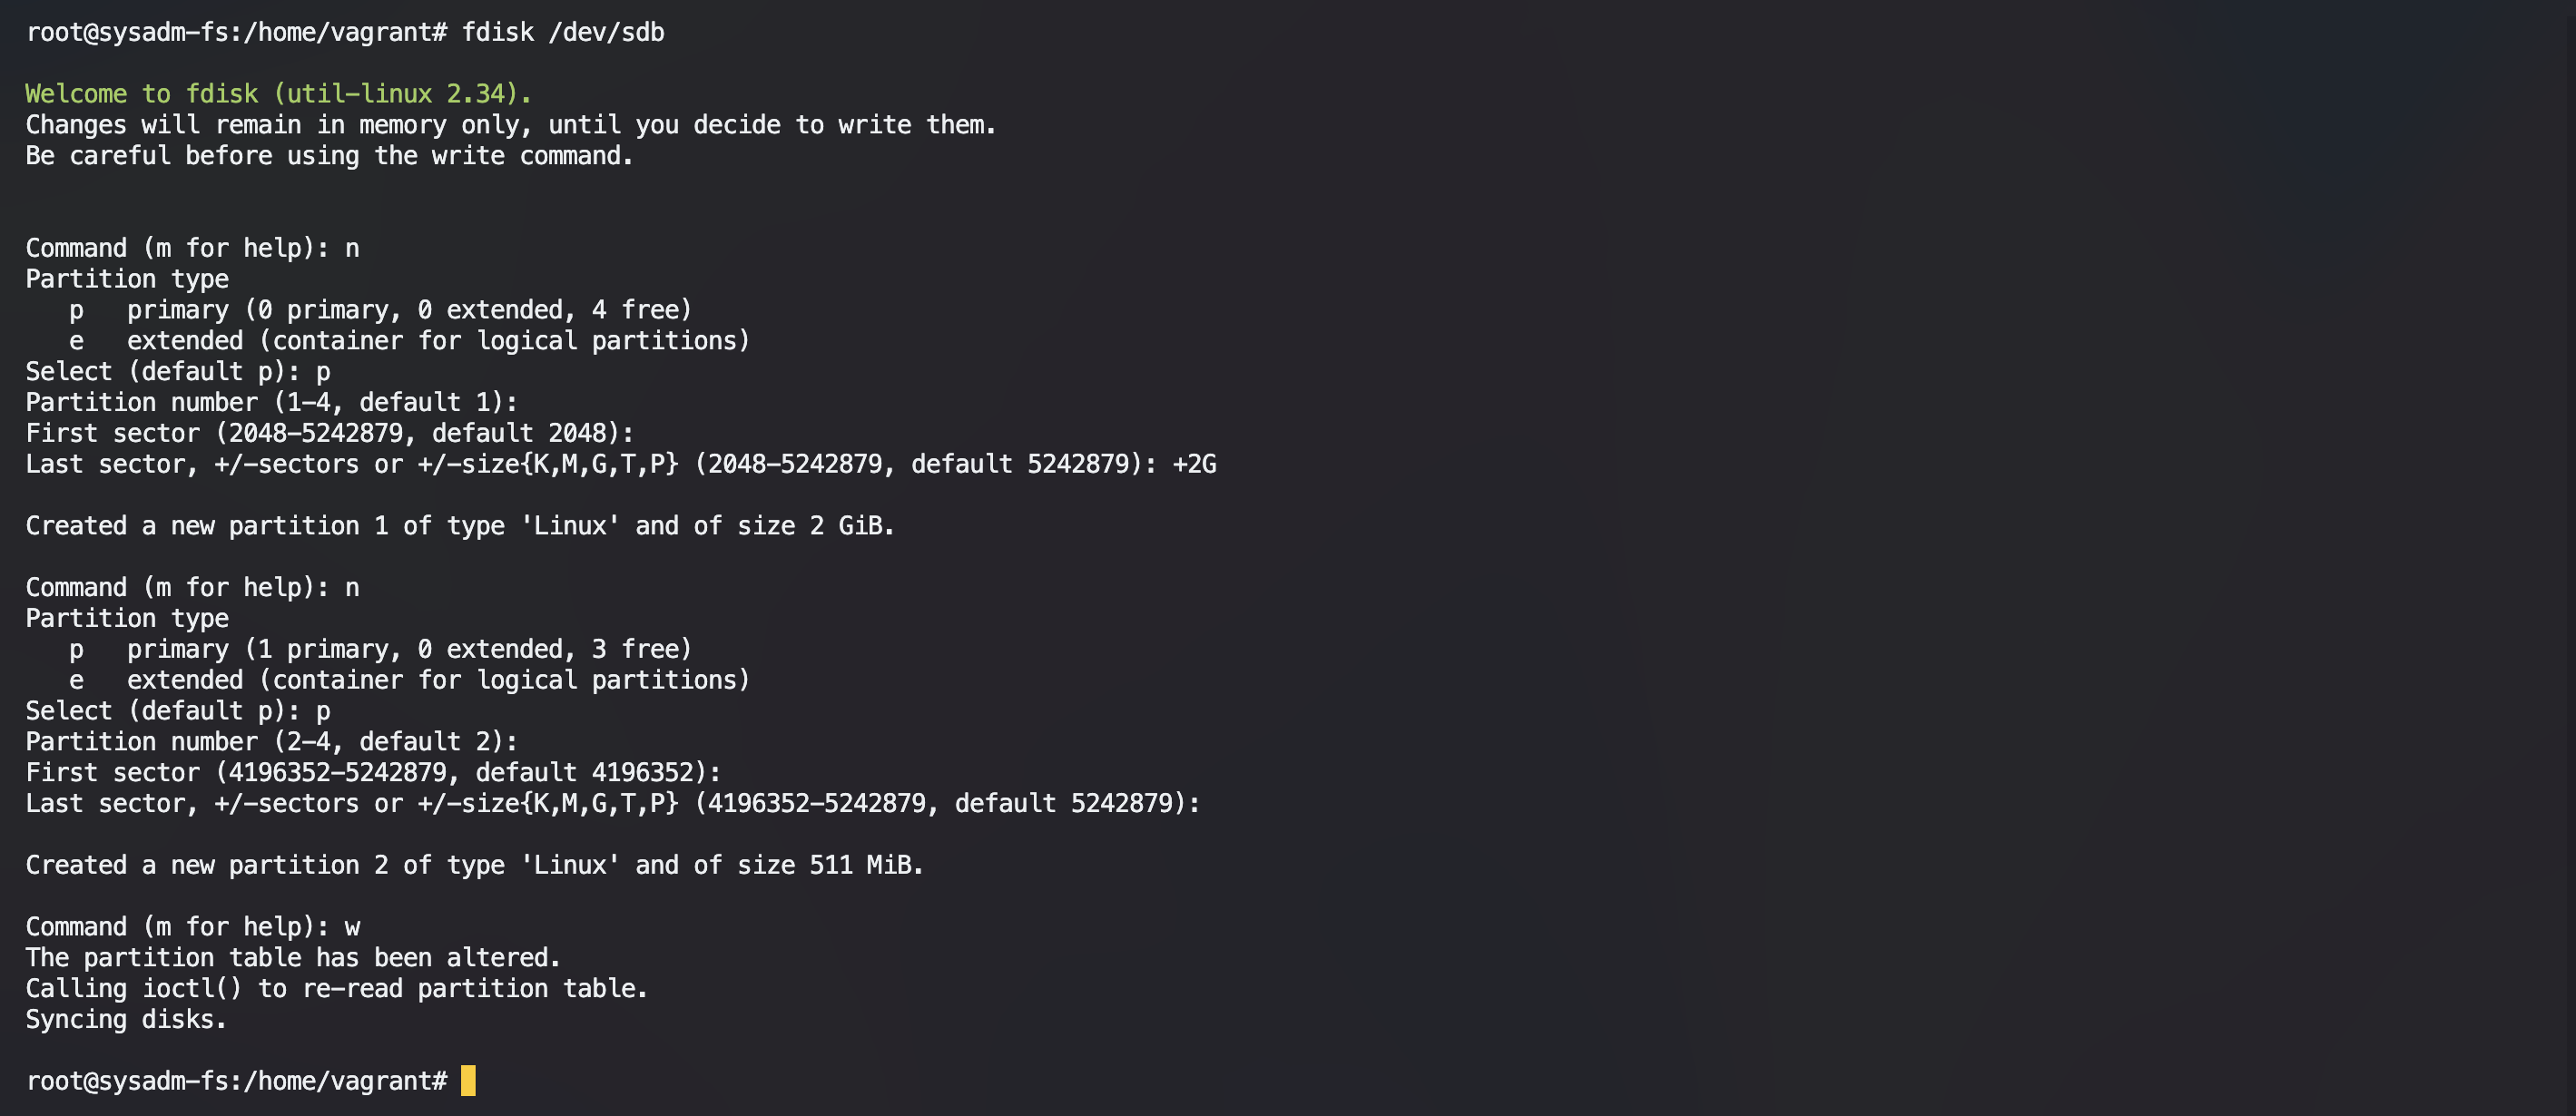 root@sysadm-fs:/home/vagrant# fdisk /dev/sdb
Welcome to fdisk (util-linux 2.34).
Changes will remain in memory only, until you decide to write them.
Be careful before using the write command.
Command (m for help): n
Partition type
   p   primary (0 primary, 0 extended, 4 free)
   e   extended (container for logical partitions)
Select (default p): p
Partition number (1-4, default 1):
First sector (2048-5242879, default 2048):
Last sector, +/-sectors or +/-size{K,M,G,T,P} (2048-5242879, default 5242879): +2G
Created a new partition 1 of type 'Linux' and of size 2 GiB.
Command (m for help): n
Partition type
   p   primary (1 primary, 0 extended, 3 free)
   e   extended (container for logical partitions)
Select (default p): p
Partition number (2-4, default 2):
First sector (4196352-5242879, default 4196352):
Last sector, +/-sectors or +/-size{K,M,G,T,P} (4196352-5242879, default 5242879):
Created a new partition 2 of type 'Linux' and of size 511 MiB.
Command (m for help): w
The partition table has been altered.
Calling ioctl() to re-read partition table.
Syncing disks.
root@sysadm-fs:/home/vagrant#